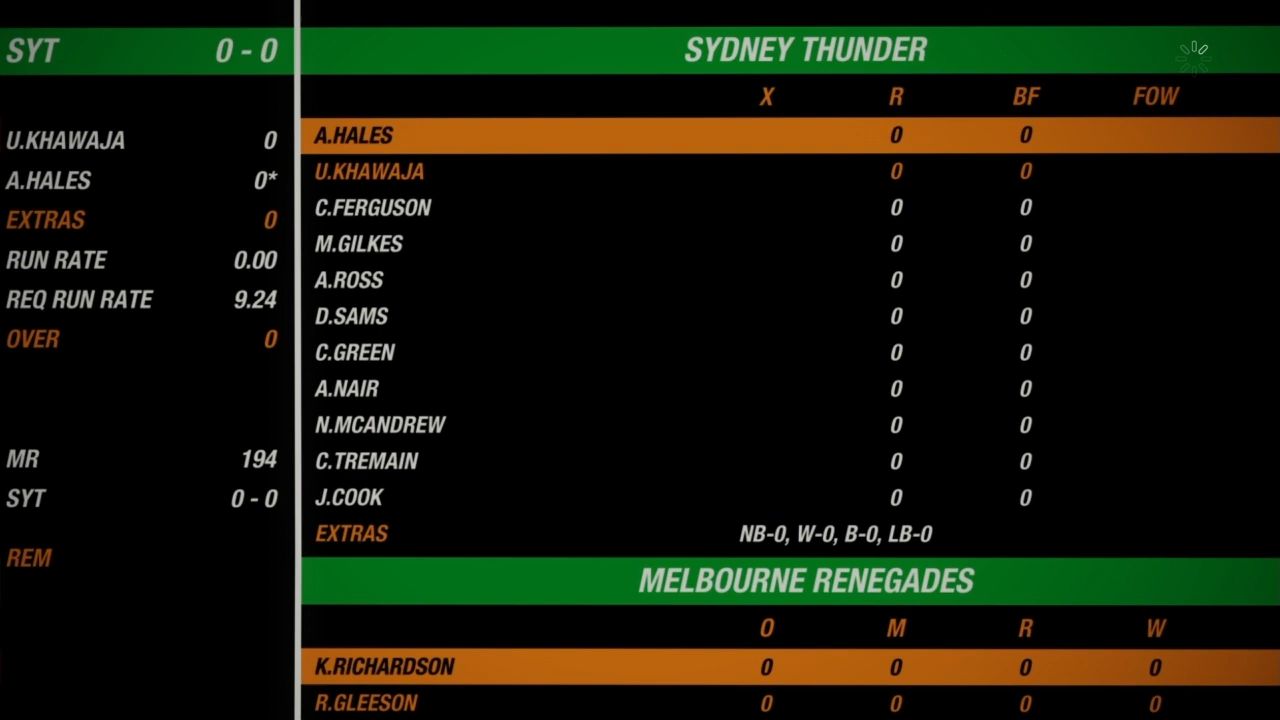 SYT 0 - 0
U.KHAWAJA 0
A.HALES 0*
EXTRAS 0
RUN RATE 0.00
REQ RUN RATE 9.24
OVER 0
MR 194
SYT 0 - 0
REM
SYDNEY THUNDER
X R BF FOW
A.HALES 0 0
U.KHAWAJA 0 0
C.FERGUSON 0 0
M.GILKES 0 0
A.ROSS 0 0
D.SAMS 0 0
C.GREEN 0 0
A.NAIR 0 0
N.MCANDREW 0 0
C.TREMAIN 0 0
J.COOK 0 0
EXTRAS NB-0, W-0, B-0, LB-0
MELBOURNE RENEGADES
O M R W
K.RICHARDSON 0 0 0 0
R.GLEESON 0 0 0 0